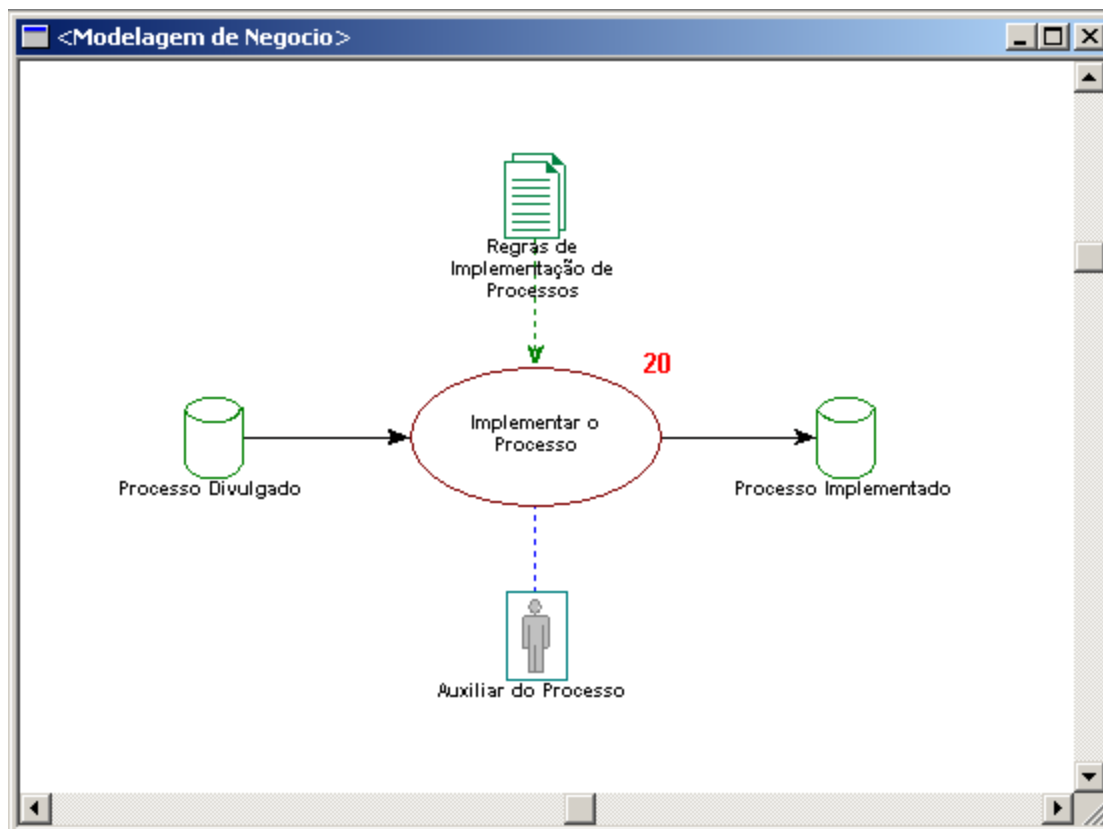 <Modelagem de Negocio>
Regras de
Implementação de
Processos
20
Implementar o
Processo
Processo Divulgado
Processo Implementado
Auxiliar do Processo